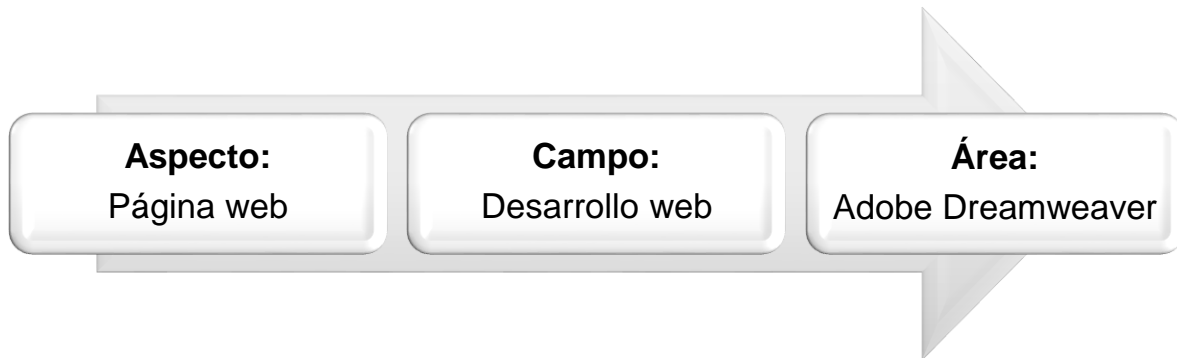 Aspecto:
Página web
Campo:
Desarrollo web
Área:
Adobe Dreamweaver